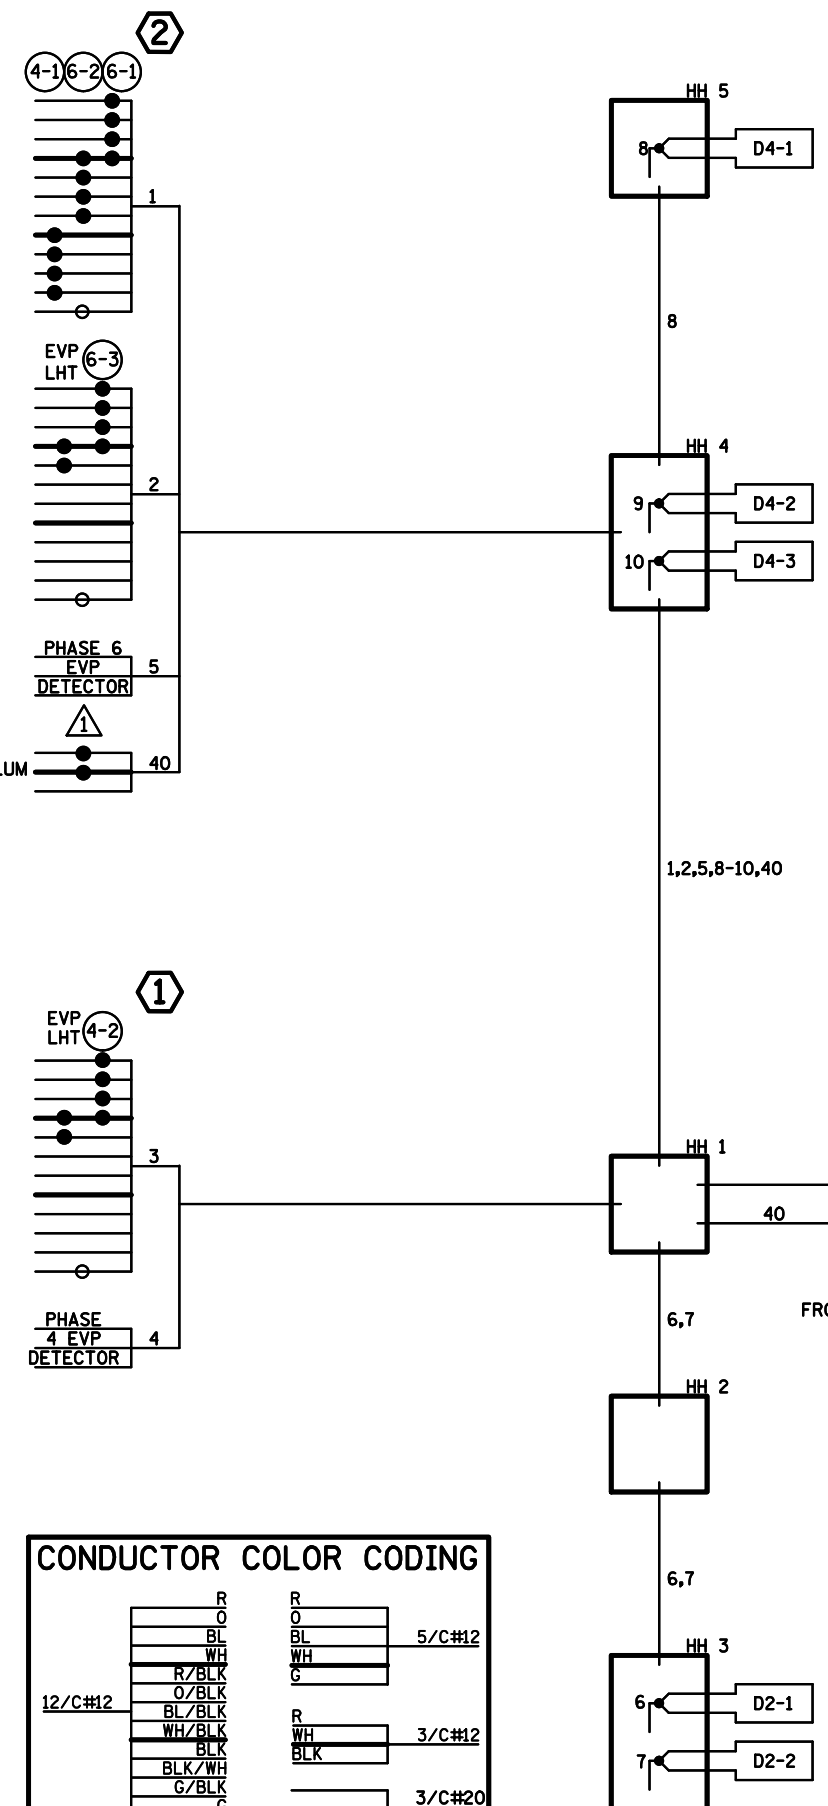 2
4-1 6-2 6-1
1
EVP 6-3
LHT
2
PHASE 6
EVP
DETECTOR
5
1
LUM
40
HH 5
8
D4-1
8
HH 4
9
D4-2
10
D4-3
1,2,5,8-10,40
1
EVP 4-2
LHT
3
PHASE
4 EVP
DETECTOR
4
HH 1
40
6,7
HH 2
6,7
HH 3
6
D2-1
7
D2-2
CONDUCTOR COLOR CODING
R
O
BL
WH
R/BLK
O/BLK
BL/BLK
WH/BLK
BLK
BLK/WH
G/BLK
G
12/C#12
R
O
BL
WH
G
5/C#12
R
WH
BLK
3/C#12
3/C#20